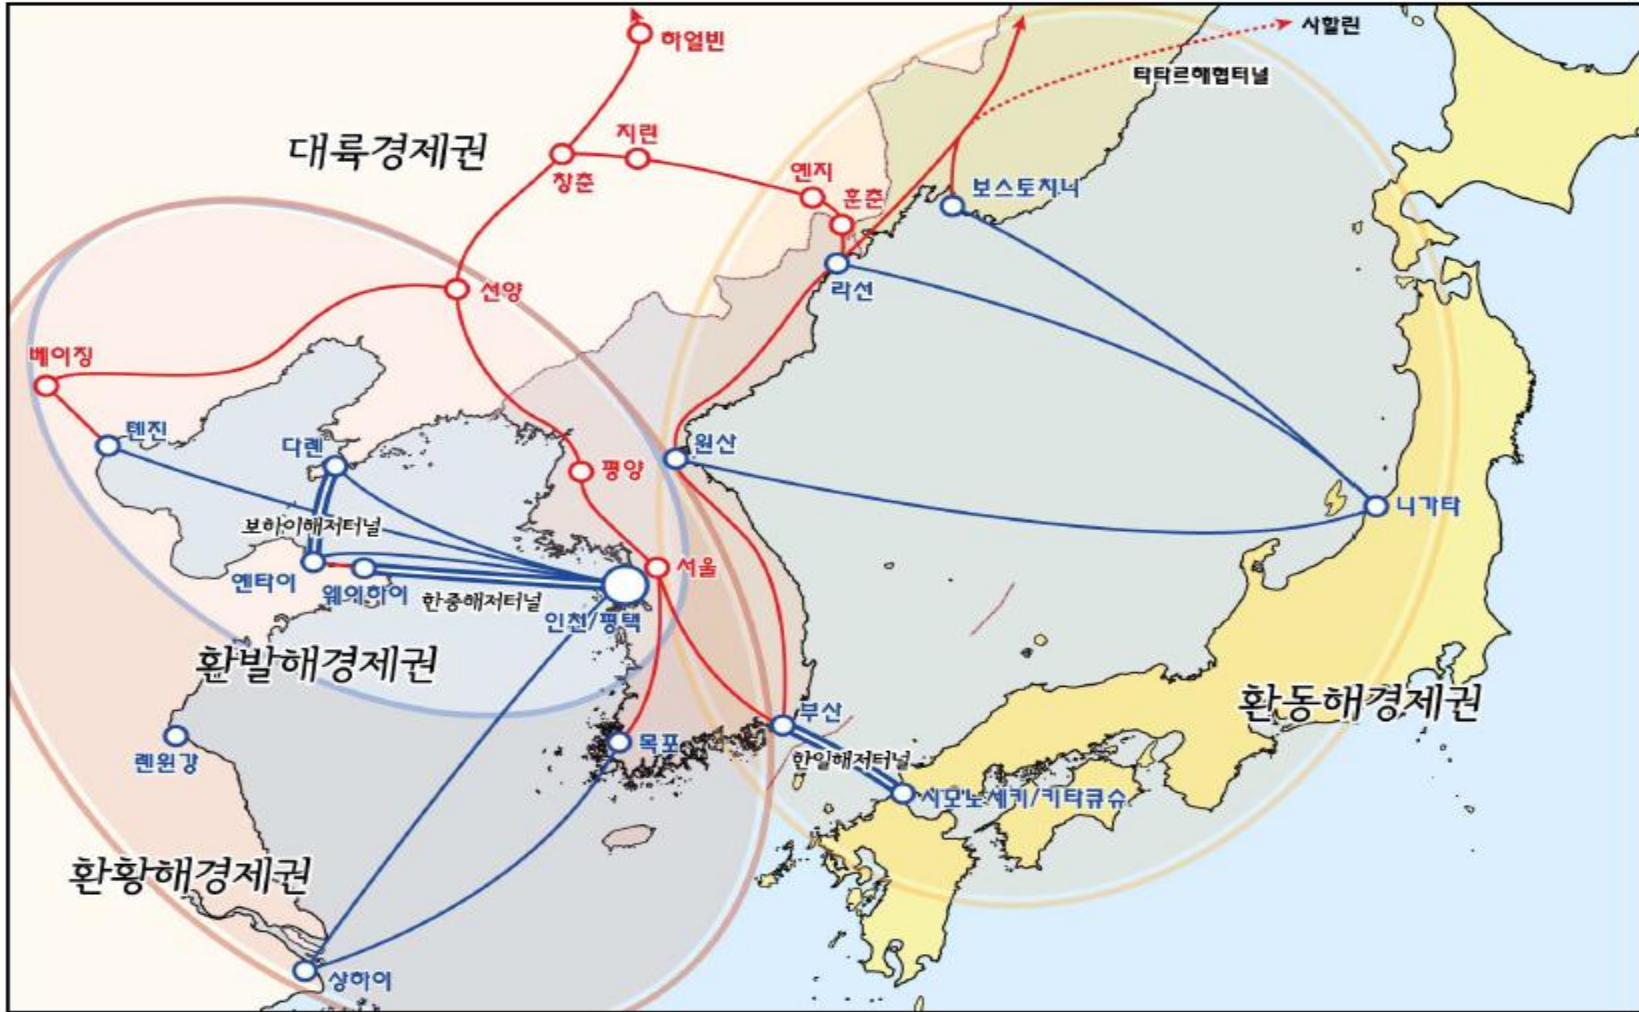 하얼빈
사할린
타타르해협터널
대륙경제권
지린
창춘
옌지
훈춘
보스토치니
라선
선양
베이징
톈진
다롄
원산
평양
니가타
보하이해저터널
옌타이
웨이하이
한중해저터널
서울
인천/평택
환발해경제권
환동해경제권
부산
목포
롄윈강
한일해저터널
시모노세키/키타큐슈
환황해경제권
상하이